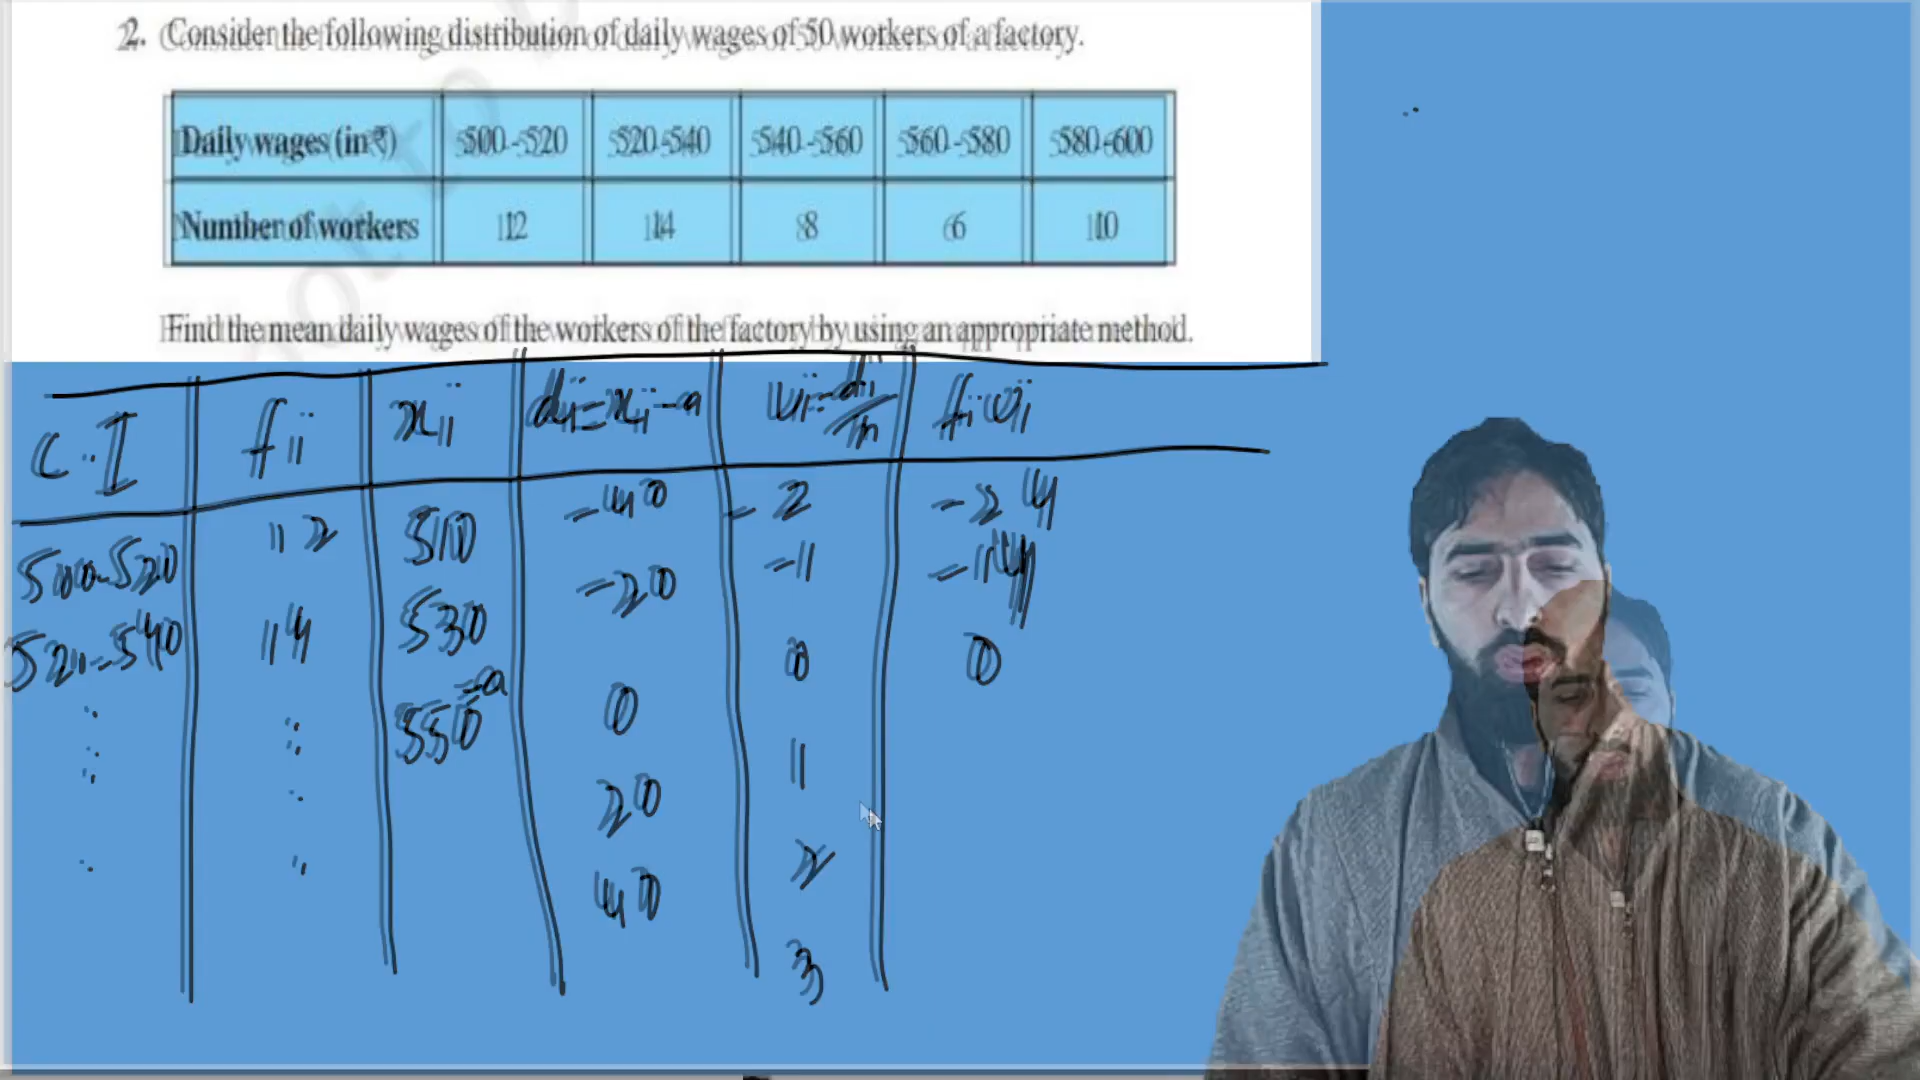 2. Consider the following distribution of daily wages of 50 workers of a factory.
Daily wages (in ₹) 500-520 520-540 540-560 560-580 580-600
Number of workers 12 14 8 6 10
Find the mean daily wages of the workers of the factory by using an appropriate method.
C.I fi xi di=xi-a ui=di/h fiui
500-520 12 510 -40 -2 -24
520-540 14 530 -20 -1 -14
550=a 0 0 0
20 1
40 2
3